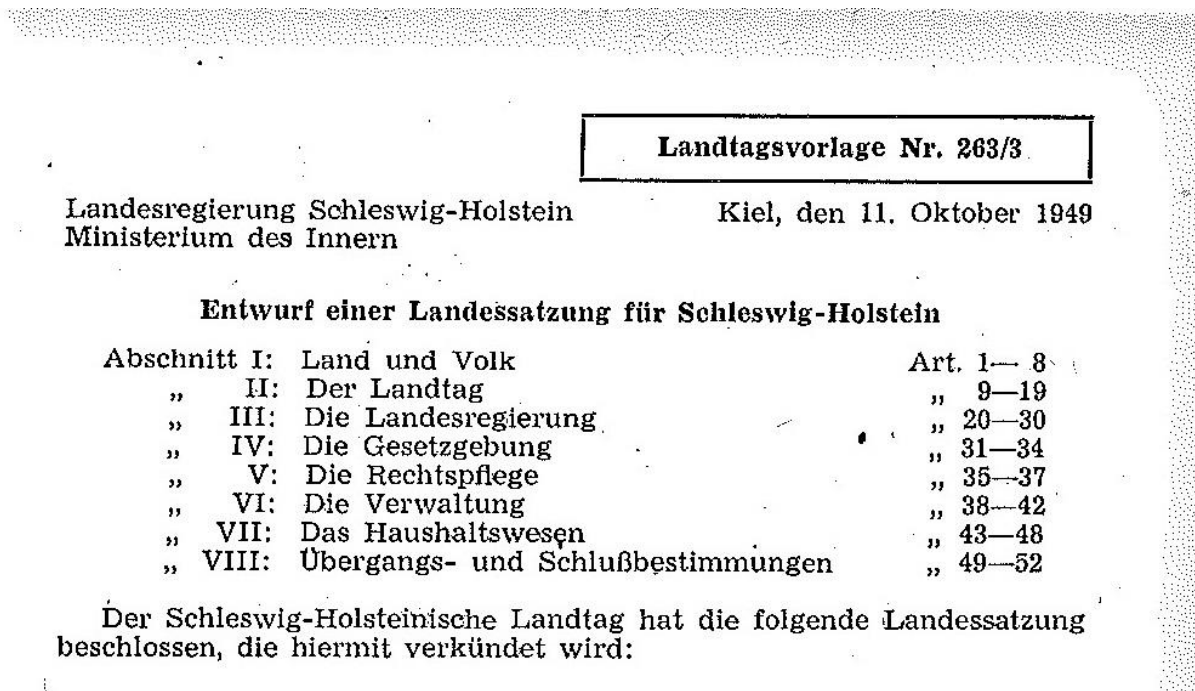 Landtagsvorlage Nr. 263/3
Landesregierung Schleswig-Holstein Kiel, den 11. Oktober 1949
Ministerium des Innern
Entwurf einer Landessatzung für Schleswig-Holstein
Abschnitt I: Land und Volk Art. 1— 8
„ II: Der Landtag „ 9—19
„ III: Die Landesregierung „ 20—30
„ IV: Die Gesetzgebung „ 31—34
„ V: Die Rechtspflege „ 35—37
„ VI: Die Verwaltung „ 38—42
„ VII: Das Haushaltswesen „ 43—48
„ VIII: Übergangs- und Schlußbestimmungen „ 49—52
Der Schleswig-Holsteinische Landtag hat die folgende Landessatzung
beschlossen, die hiermit verkündet wird: